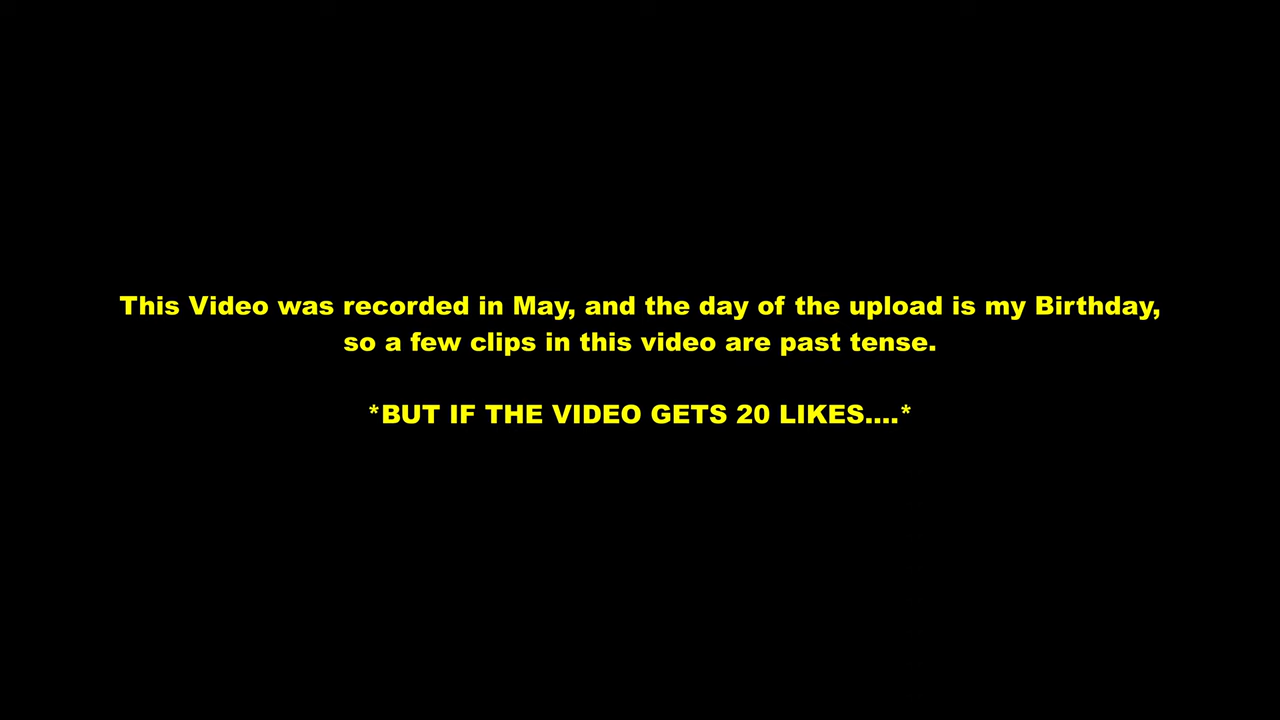 This Video was recorded in May, and the day of the upload is my Birthday,
so a few clips in this video are past tense.
*BUT IF THE VIDEO GETS 20 LIKES....*